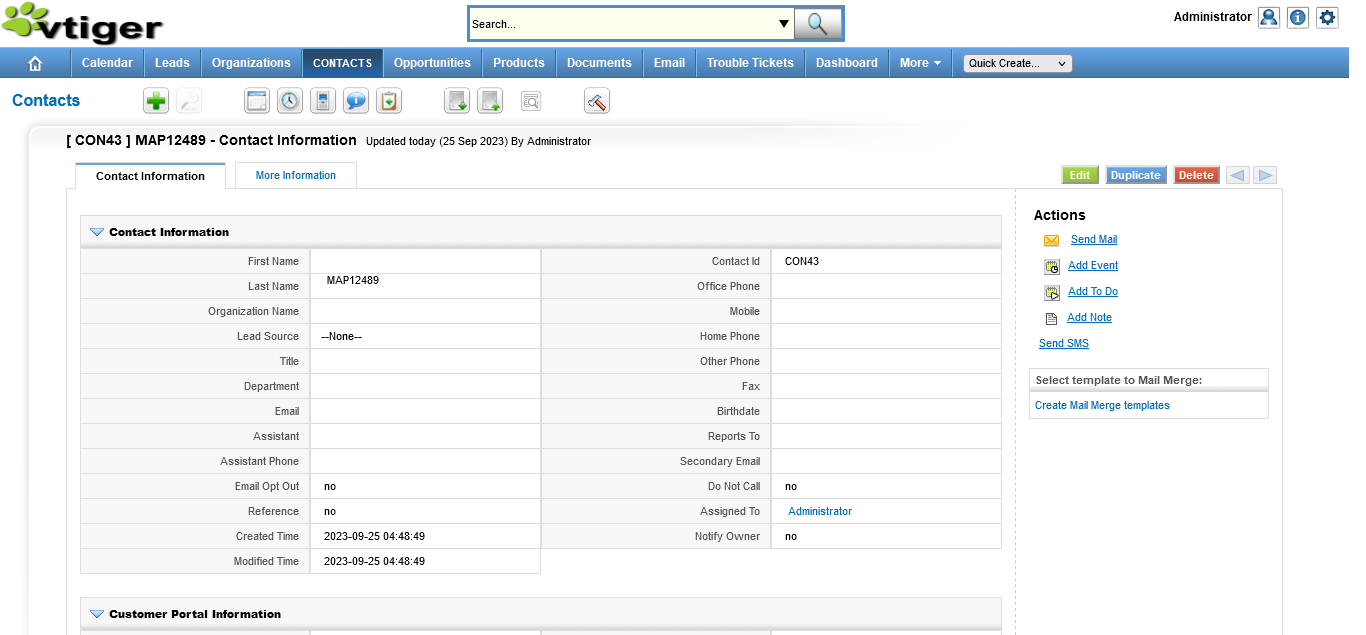 vtiger
Search...
Administrator
Calendar Leads Organizations CONTACTS Opportunities Products Documents Email Trouble Tickets Dashboard More Quick Create...
Contacts
[ CON43 ] MAP12489 - Contact Information Updated today (25 Sep 2023) By Administrator
Contact Information More Information
Edit Duplicate Delete
Contact Information
First Name Contact Id CON43
Last Name MAP12489 Office Phone
Organization Name Mobile
Lead Source --None-- Home Phone
Title Other Phone
Department Fax
Email Birthdate
Assistant Reports To
Assistant Phone Secondary Email
Email Opt Out no Do Not Call no
Reference no Assigned To Administrator
Created Time 2023-09-25 04:48:49 Notify Owner no
Modified Time 2023-09-25 04:48:49
Customer Portal Information
Actions
Send Mail
Add Event
Add To Do
Add Note
Send SMS
Select template to Mail Merge:
Create Mail Merge templates